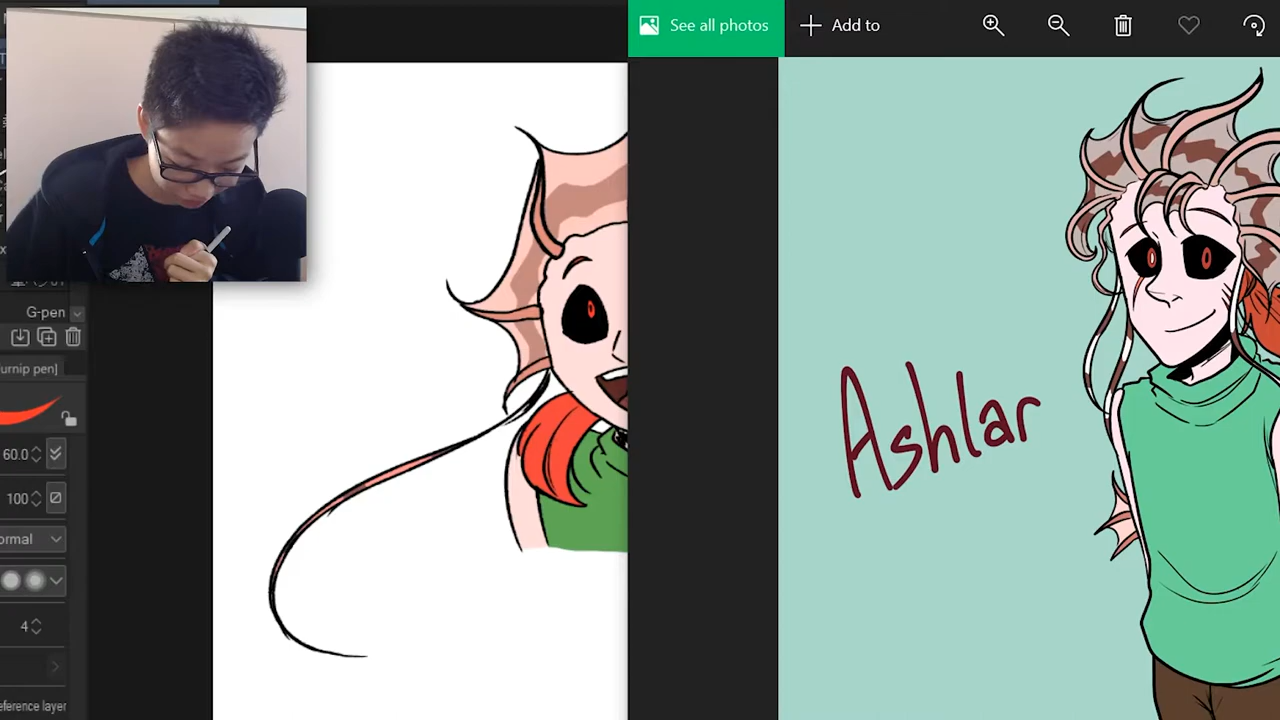 See all photos
Add to
G-pen
urnip pen]
60.0
100
ormal
4
eference layer
Ashlar